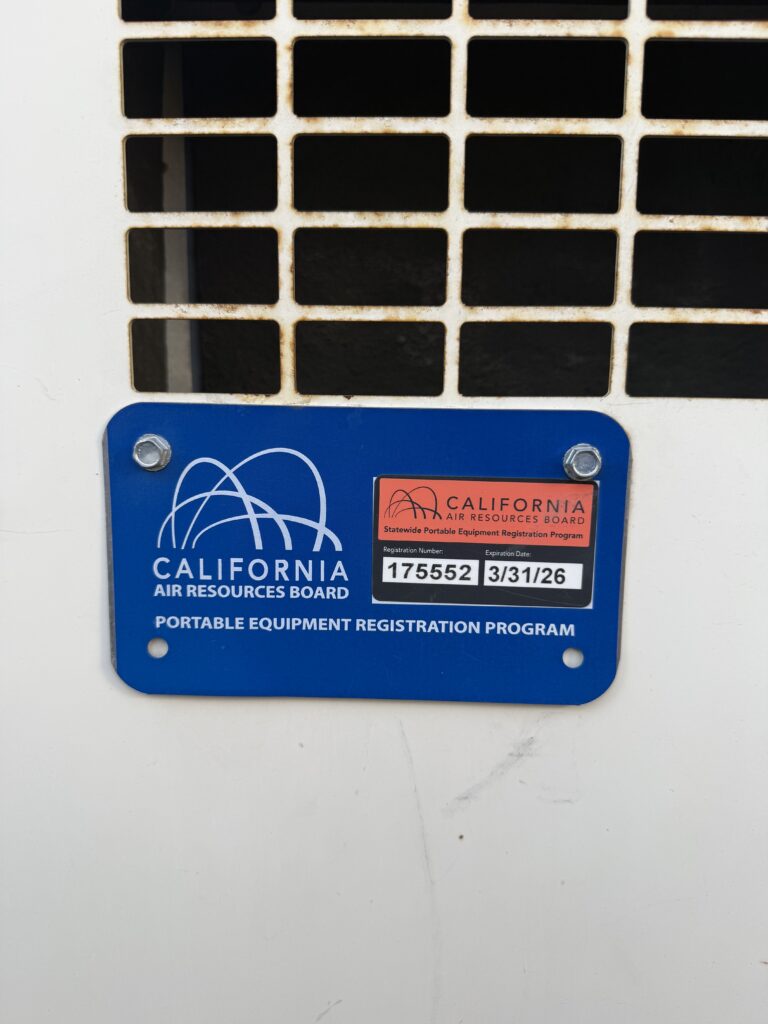 CALIFORNIA
AIR RESOURCES BOARD
CALIFORNIA
AIR RESOURCES BOARD
Statewide Portable Equipment Registration Program
Registration Number: Expiration Date:
175552 3/31/26
PORTABLE EQUIPMENT REGISTRATION PROGRAM